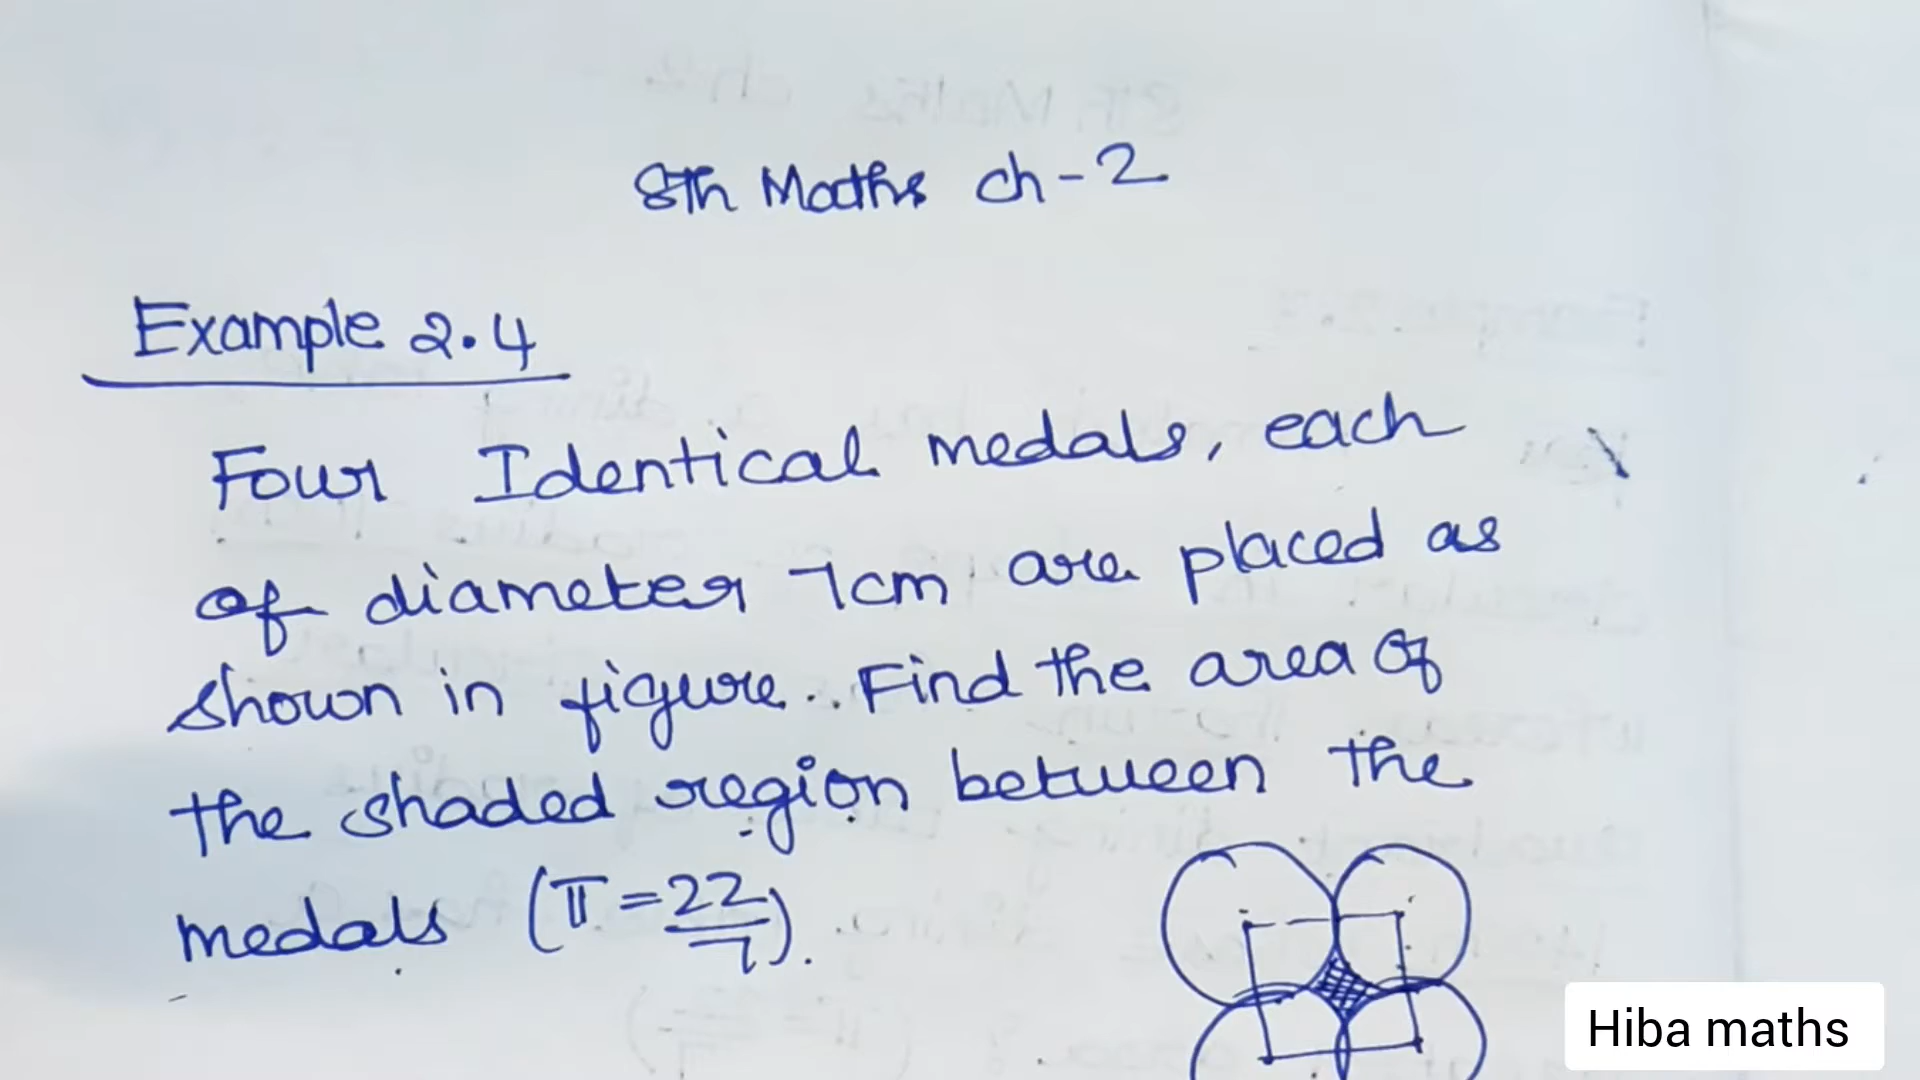 8th Maths ch-2
Example 2.4
Four Identical medals, each
of diameter 7cm are placed as
shown in figure.. Find the area of
the shaded region between the
medals (π = 22/7).
Hiba maths